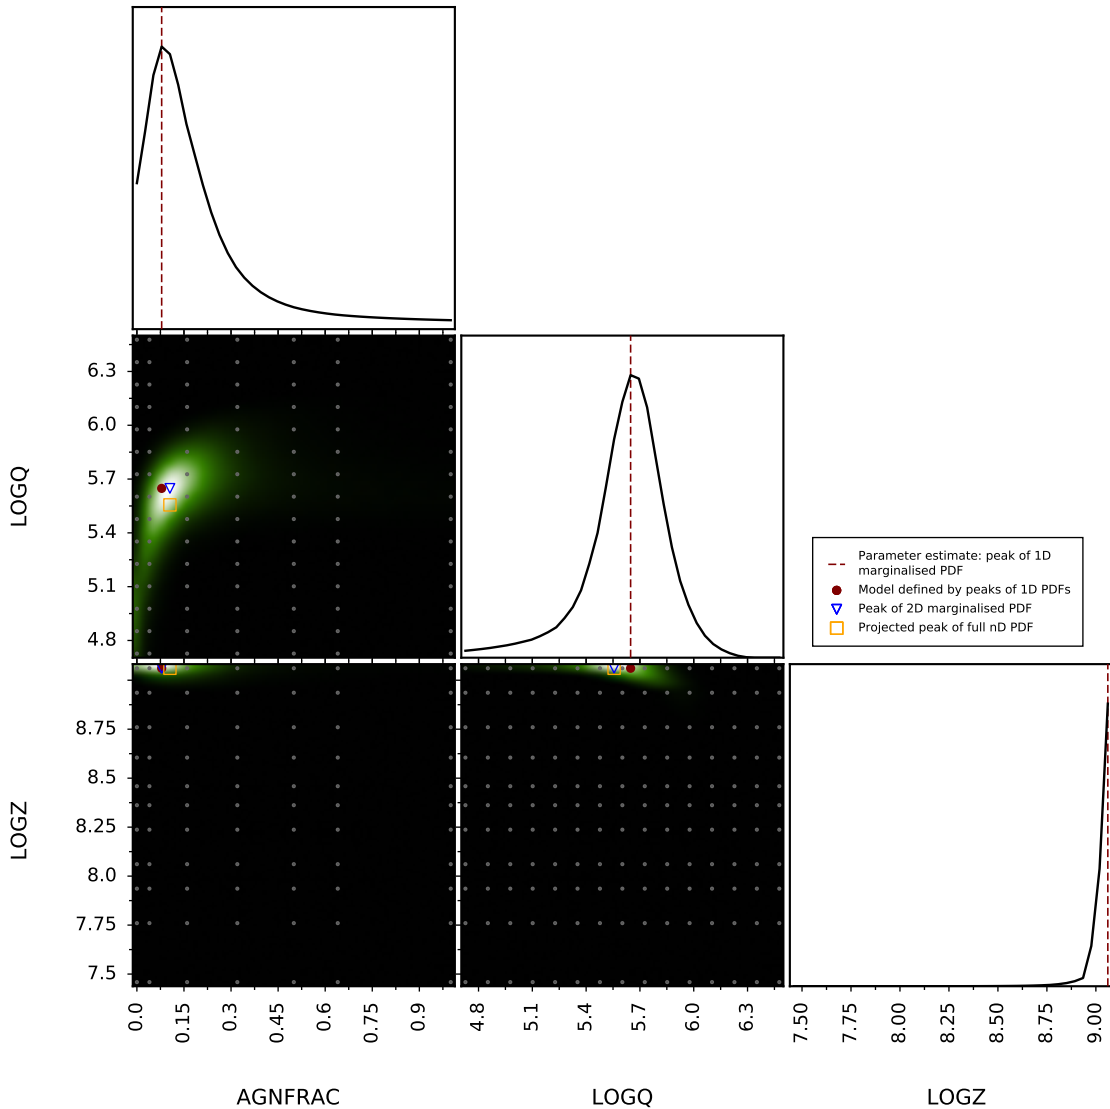 6.3
6.0
5.7
5.4
5.1
4.8
LOGQ
Parameter estimate: peak of 1D
marginalised PDF
Model defined by peaks of 1D PDFs
Peak of 2D marginalised PDF
Projected peak of full nD PDF
8.75
8.5
8.25
8.0
7.75
7.5
LOGZ
0.0 0.15 0.3 0.45 0.6 0.75 0.9
4.8 5.1 5.4 5.7 6.0 6.3
7.50 7.75 8.00 8.25 8.50 8.75 9.00
AGNFRAC LOGQ LOGZ